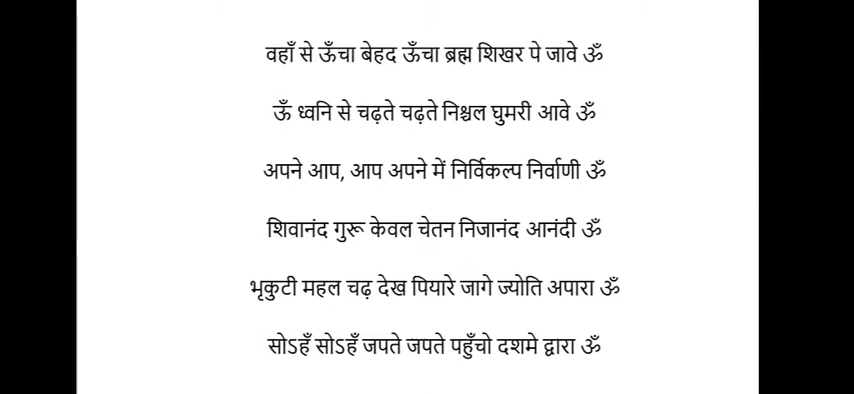 वहाँ से ऊँचा बेहद ऊँचा ब्रह्म शिखर पे जावे ॐ
ऊँ ध्वनि से चढ़ते चढ़ते निश्चल घुमरी आवे ॐ
अपने आप, आप अपने में निर्विकल्प निर्वाणी ॐ
शिवानंद गुरू केवल चेतन निजानंद आनंदी ॐ
भृकुटी महल चढ़ देख पियारे जागे ज्योति अपारा ॐ
सोऽहँ सोऽहँ जपते जपते पहुँचो दशमे द्वारा ॐ